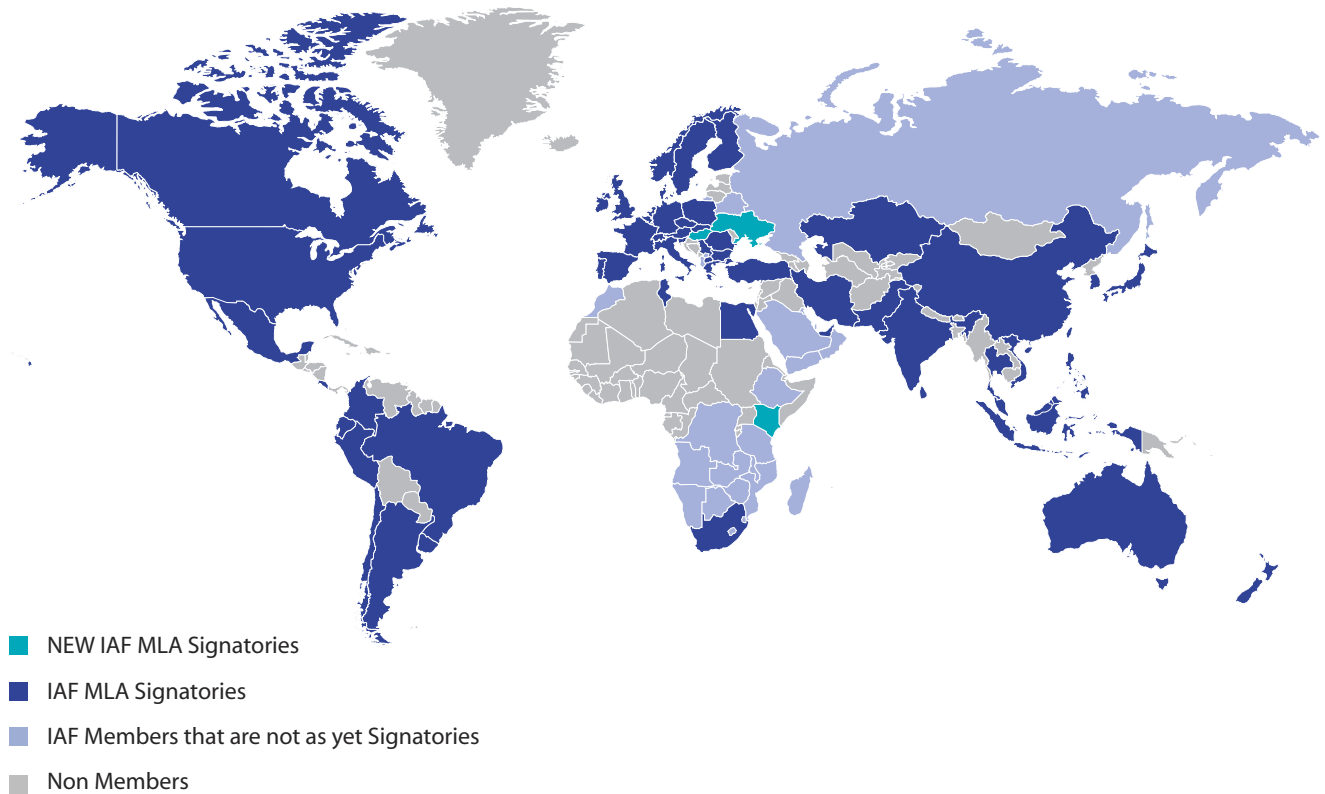 NEW IAF MLA Signatories
IAF MLA Signatories
IAF Members that are not as yet Signatories
Non Members